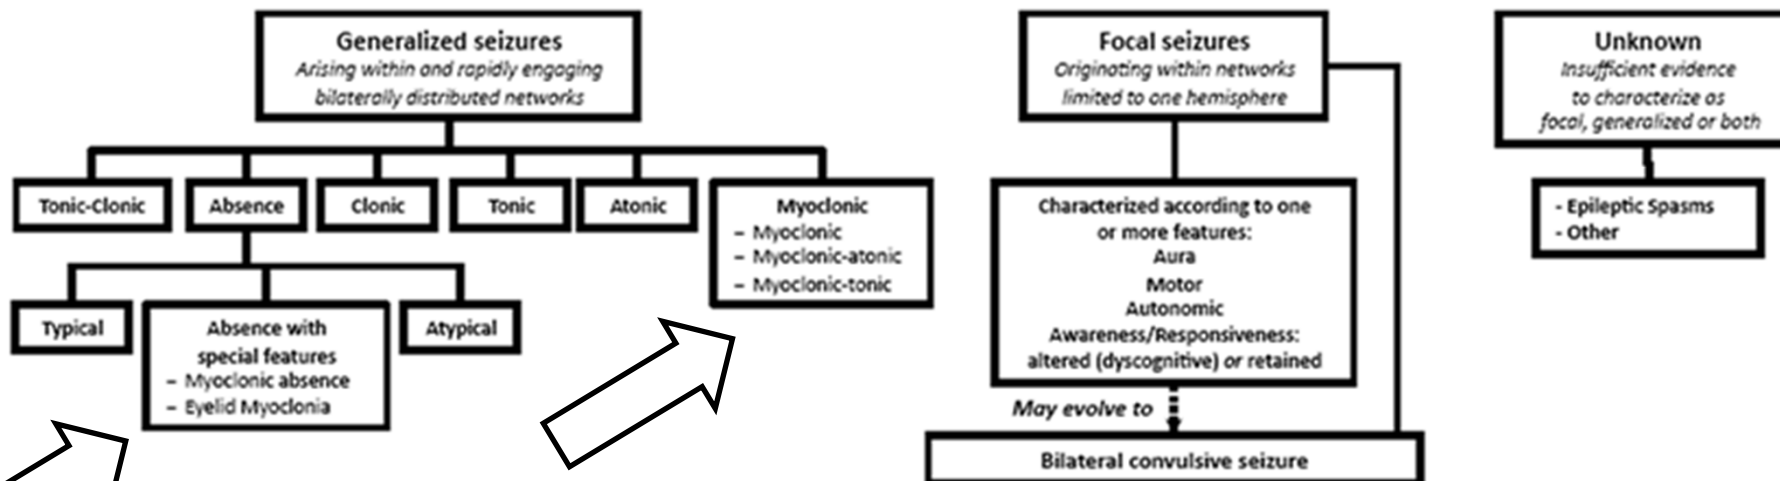 Generalized seizures
Arising within and rapidly engaging
bilaterally distributed networks
Tonic-Clonic
Absence
Clonic
Tonic
Atonic
Myoclonic
– Myoclonic
– Myoclonic-atonic
– Myoclonic-tonic
Typical
Absence with
special features
– Myoclonic absence
– Eyelid Myoclonia
Atypical
Focal seizures
Originating within networks
limited to one hemisphere
Characterized according to one
or more features:
Aura
Motor
Autonomic
Awareness/Responsiveness:
altered (dyscognitive) or retained
May evolve to
Bilateral convulsive seizure
Unknown
Insufficient evidence
to characterize as
focal, generalized or both
- Epileptic Spasms
- Other